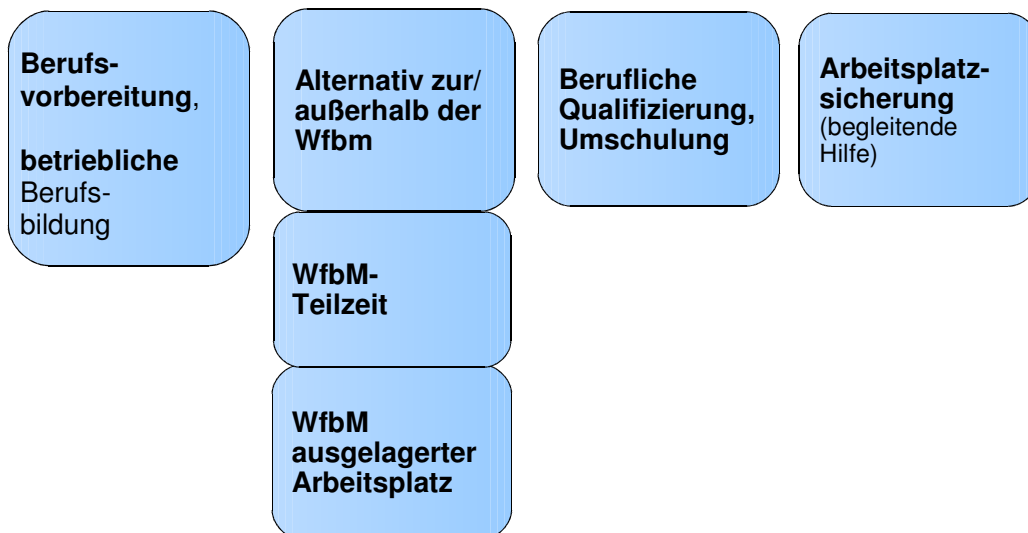 Berufs-
vorbereitung,
betriebliche
Berufs-
bildung
Alternativ zur/
außerhalb der
Wfbm
WfbM-
Teilzeit
WfbM
ausgelagerter
Arbeitsplatz
Berufliche
Qualifizierung,
Umschulung
Arbeitsplatz-
sicherung
(begleitende
Hilfe)